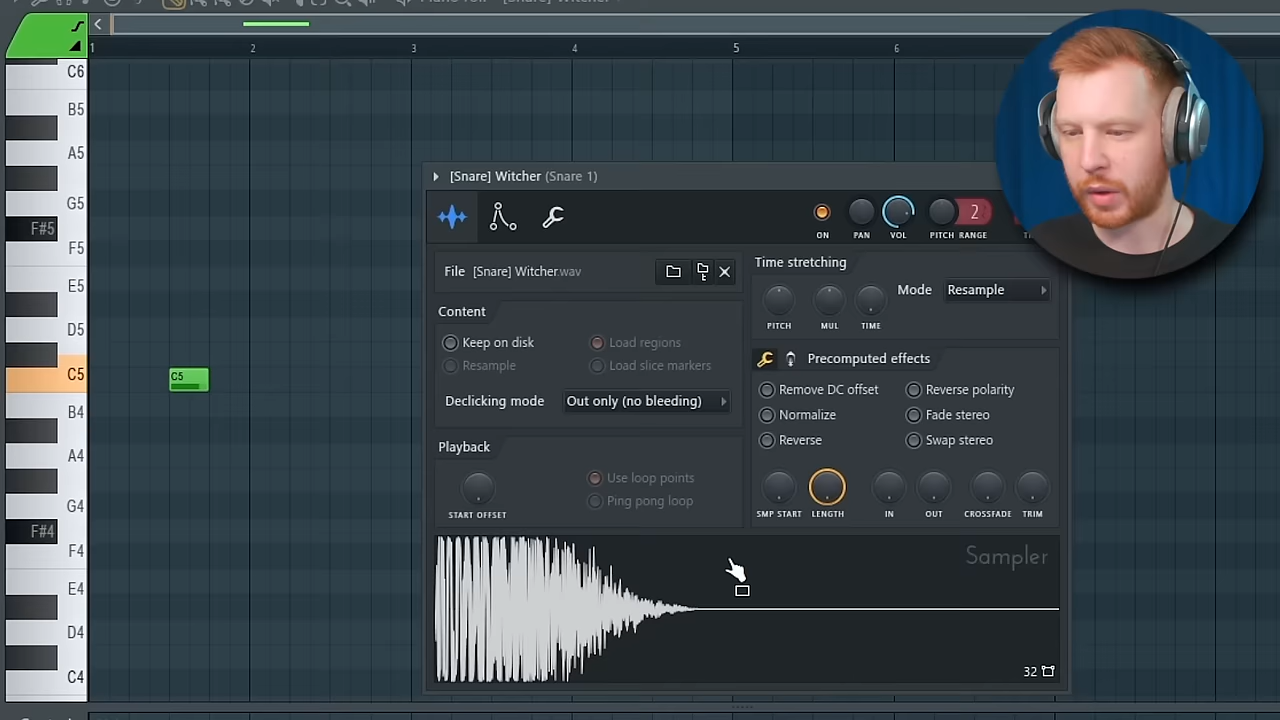 1 2 3 4 5 6
C6
B5
A5
G5
F#5
F5
E5
D5
C5
C5
B4
A4
G4
F#4
F4
E4
D4
C4
[Snare] Witcher (Snare 1)
ON PAN VOL PITCH RANGE
2
File [Snare] Witcher.wav
Content
Keep on disk
Load regions
Resample
Load slice markers
Declicking mode Out only (no bleeding)
Playback
START OFFSET
Use loop points
Ping pong loop
Time stretching
PITCH MUL TIME
Mode Resample
Precomputed effects
Remove DC offset
Reverse polarity
Normalize
Fade stereo
Reverse
Swap stereo
SMP START LENGTH IN OUT CROSSFADE TRIM
Sampler
32